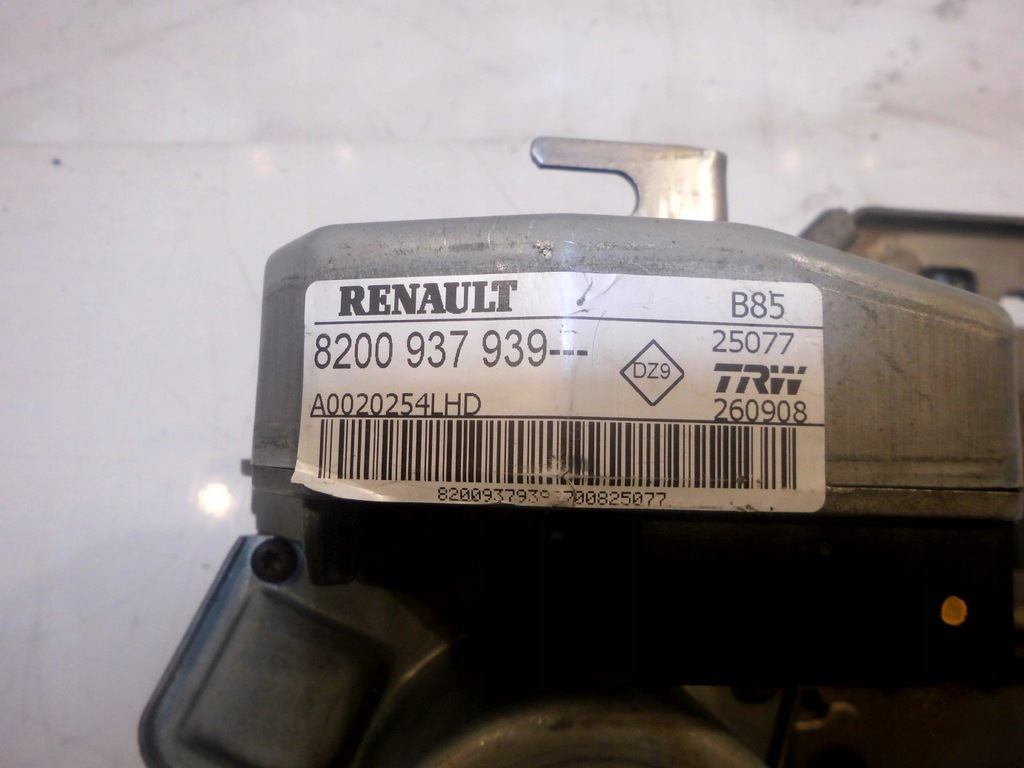 RENAULT B85
8200 937 939--- 25077
DZ9 TRW
A0020254LHD 260908